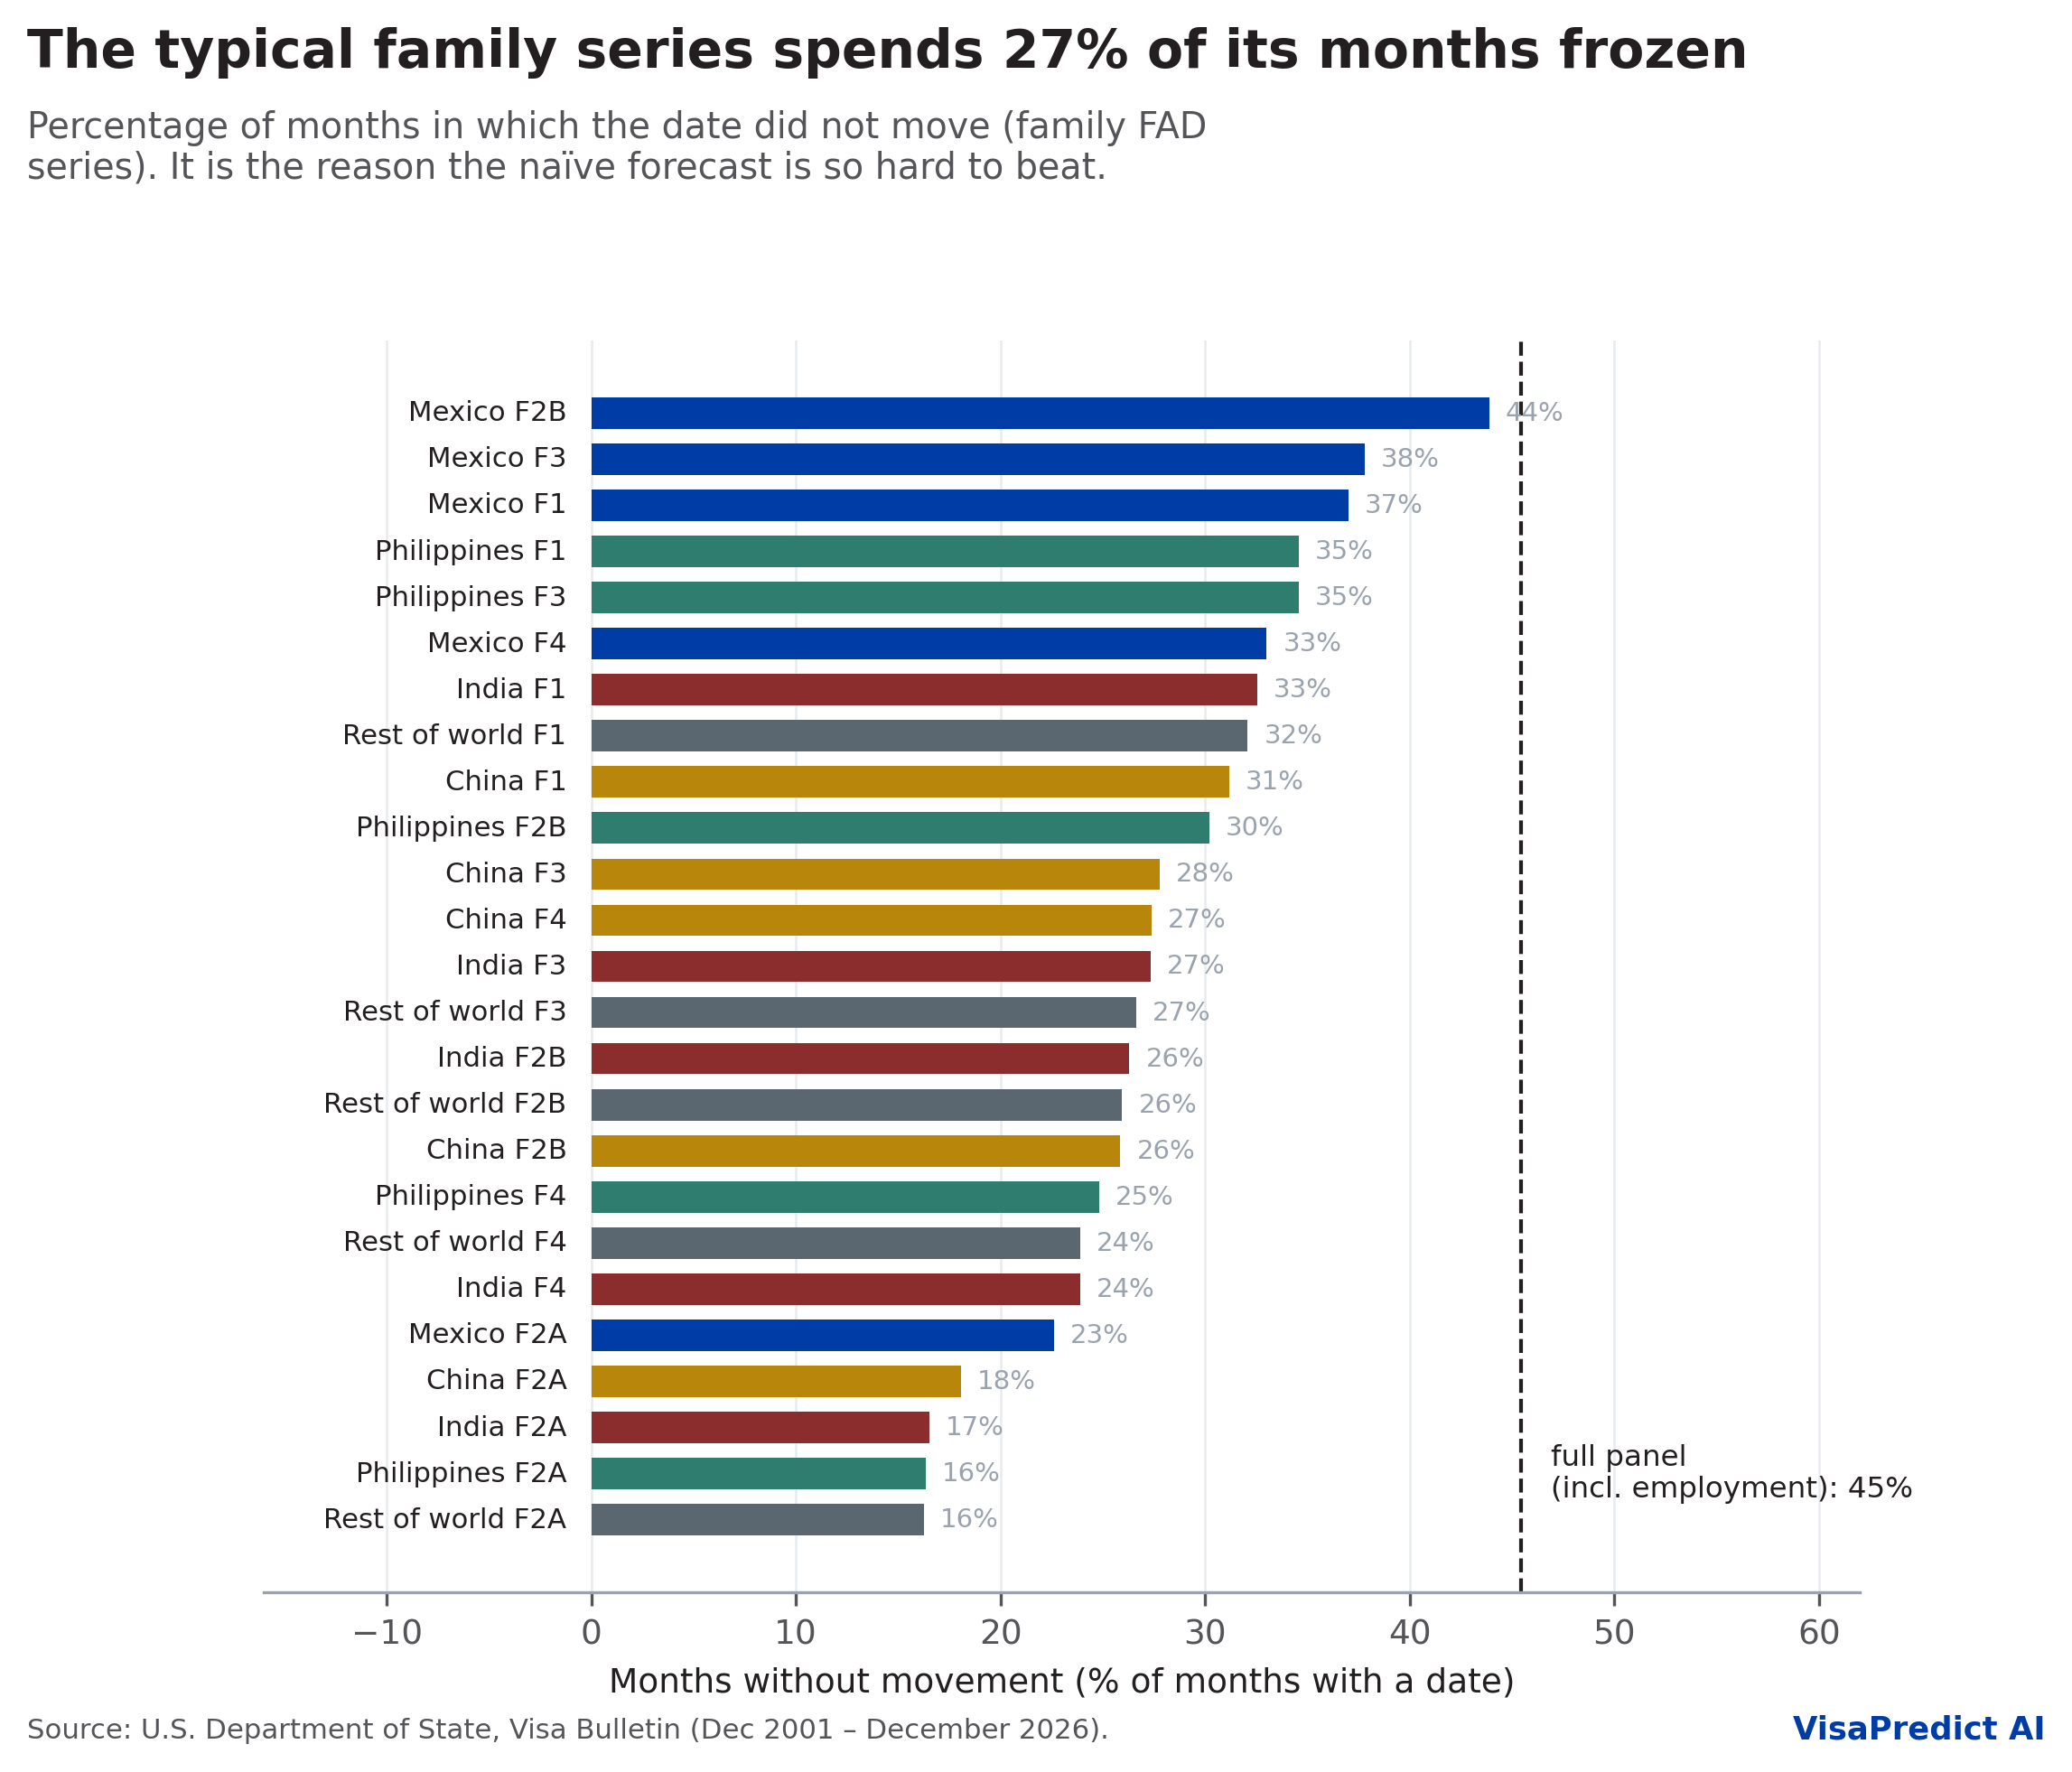 The typical family series spends 27% of its months frozen
Percentage of months in which the date did not move (family FAD
series). It is the reason the naïve forecast is so hard to beat.
Mexico F2B 44%
Mexico F3 38%
Mexico F1 37%
Philippines F1 35%
Philippines F3 35%
Mexico F4 33%
India F1 33%
Rest of world F1 32%
China F1 31%
Philippines F2B 30%
China F3 28%
China F4 27%
India F3 27%
Rest of world F3 27%
India F2B 26%
Rest of world F2B 26%
China F2B 26%
Philippines F4 25%
Rest of world F4 24%
India F4 24%
Mexico F2A 23%
China F2A 18%
India F2A 17%
Philippines F2A 16%
Rest of world F2A 16%
full panel
(incl. employment): 45%
−10 0 10 20 30 40 50 60
Months without movement (% of months with a date)
Source: U.S. Department of State, Visa Bulletin (Dec 2001 – December 2026).
VisaPredict AI